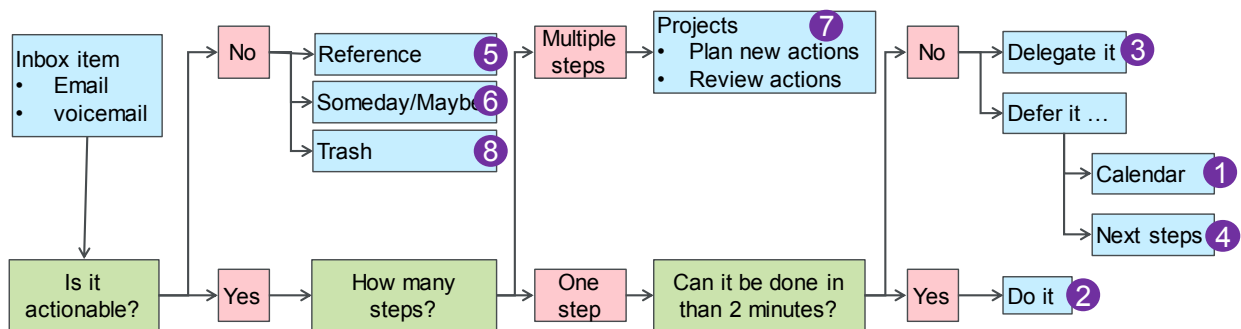 Inbox item
• Email
• voicemail
Is it
actionable?
No
Yes
Reference
5
Someday/Maybe
6
Trash
8
How many
steps?
Multiple
steps
One
step
Projects
7
• Plan new actions
• Review actions
Can it be done in
than 2 minutes?
No
Yes
Delegate it
3
Defer it ...
Calendar
1
Next steps
4
Do it
2